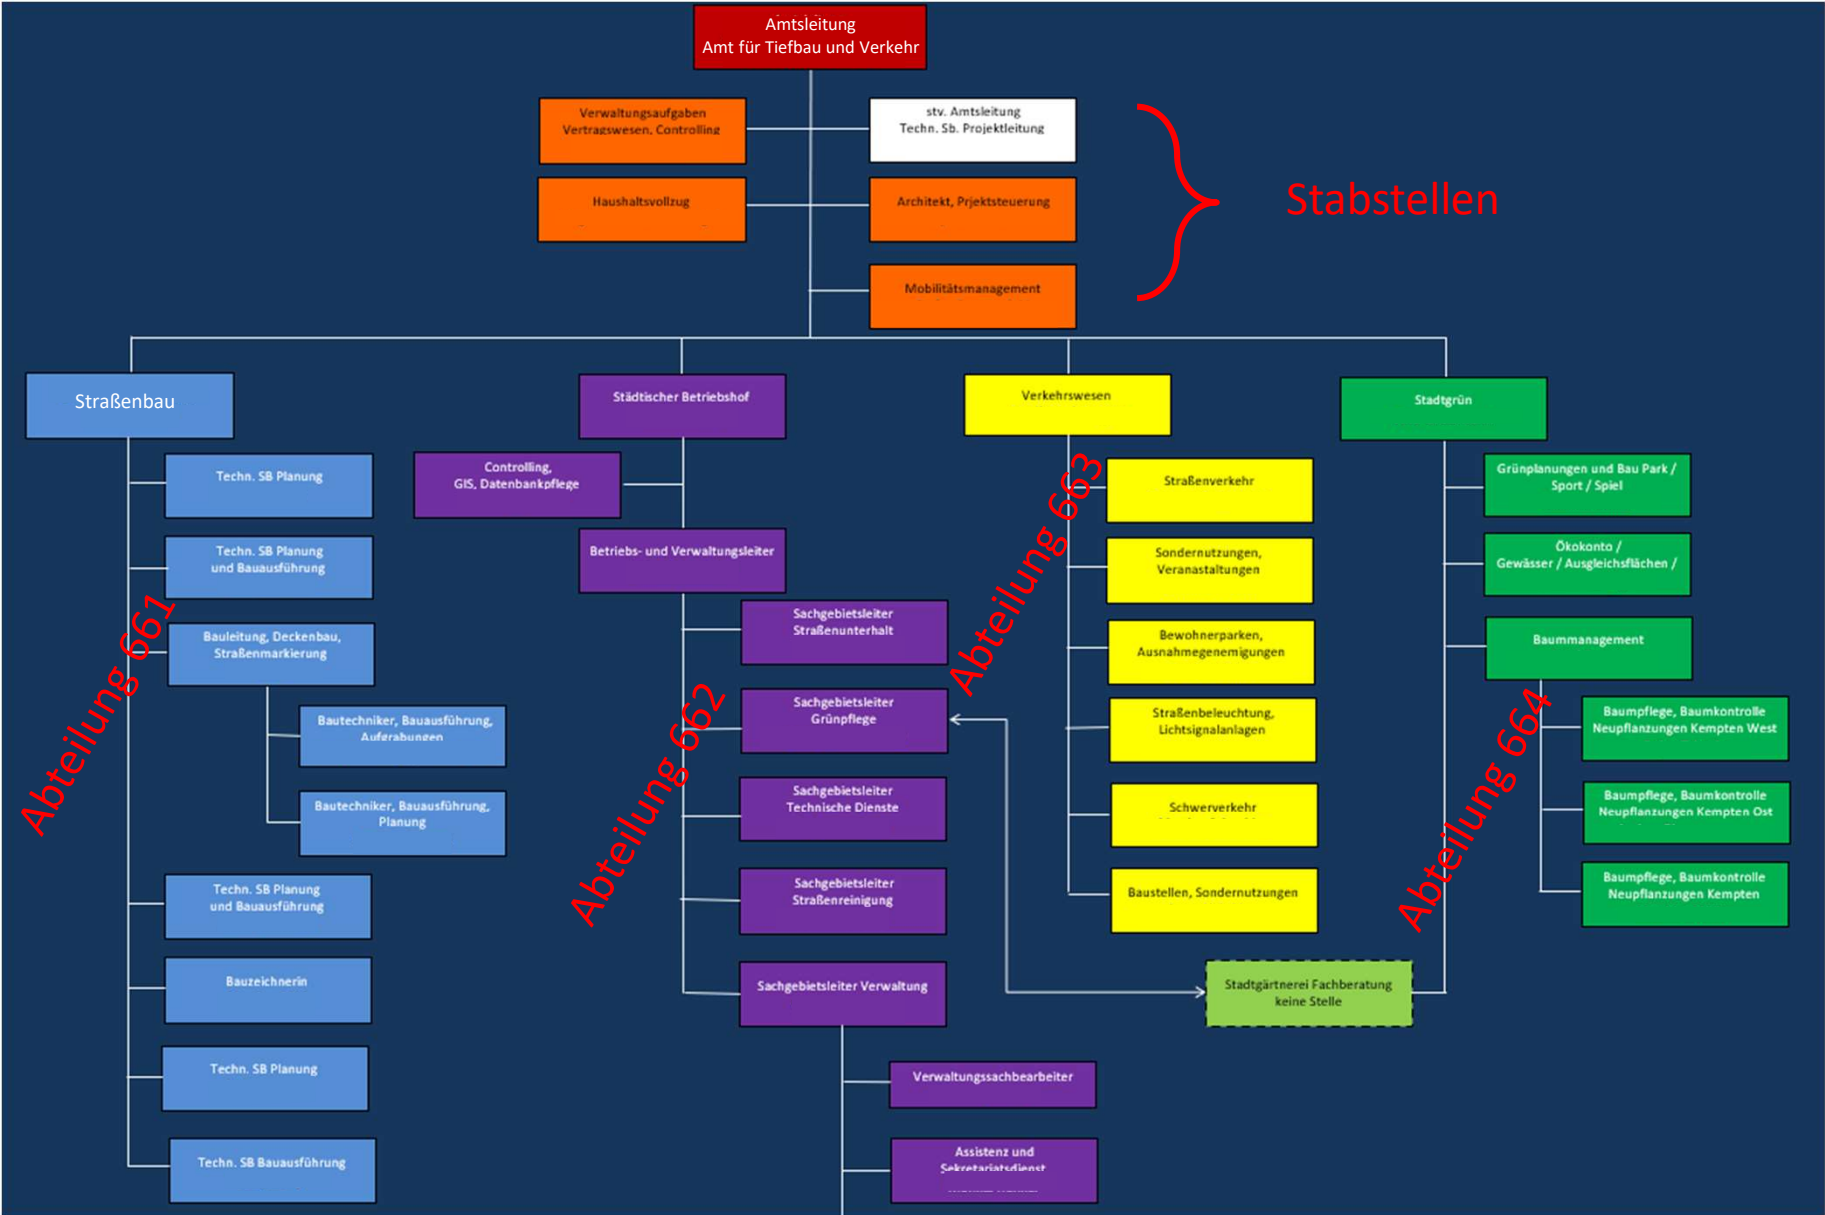 Amtsleitung
Amt für Tiefbau und Verkehr
Verwaltungsaufgaben
Vertragswesen, Controlling
stv. Amtsleitung
Techn. Sb. Projektleitung
Haushaltsvollzug
Architekt, Prjektsteuerung
Mobilitätsmanagement
Stabstellen
Straßenbau
Techn. SB Planung
Techn. SB Planung
und Bauausführung
Bauleitung, Deckenbau,
Straßenmarkierung
Bautechniker, Bauausführung,
Aufgrabungen
Bautechniker, Bauausführung,
Planung
Techn. SB Planung
und Bauausführung
Bauzeichnerin
Techn. SB Planung
Techn. SB Bauausführung
Abteilung 661
Städtischer Betriebshof
Controlling,
GIS, Datenbankpflege
Betriebs- und Verwaltungsleiter
Sachgebietsleiter
Straßenunterhalt
Sachgebietsleiter
Grünpflege
Sachgebietsleiter
Technische Dienste
Sachgebietsleiter
Straßenreinigung
Sachgebietsleiter Verwaltung
Verwaltungssachbearbeiter
Assistenz und
Sekretariatsdienst
Abteilung 662
Verkehrswesen
Straßenverkehr
Sondernutzungen,
Veranastaltungen
Bewohnerparken,
Ausnahmegenemigungen
Straßenbeleuchtung,
Lichtsignalanlagen
Schwerverkehr
Baustellen, Sondernutzungen
Abteilung 663
Stadtgrün
Grünplanungen und Bau Park /
Sport / Spiel
Ökokonto /
Gewässer / Ausgleichsflächen /
Baummanagement
Baumpflege, Baumkontrolle
Neupflanzungen Kempten West
Baumpflege, Baumkontrolle
Neupflanzungen Kempten Ost
Baumpflege, Baumkontrolle
Neupflanzungen Kempten
Stadtgärtnerei Fachberatung
keine Stelle
Abteilung 664